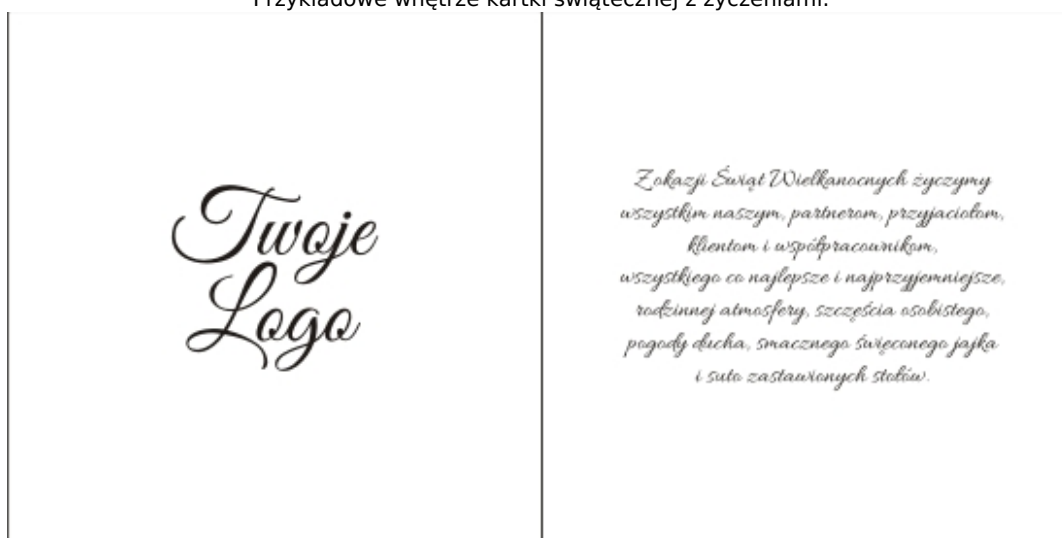 Przykładowe wnętrze kartki świątecznej z życzeniami.
Twoje
Logo
Z okazji Świąt Wielkanocnych życzymy
wszystkim naszym, partnerom, przyjaciołom,
klientom i współpracownikom,
wszystkiego co najlepsze i najprzyjemniejsze,
rodzinnej atmosfery, szczęścia osobistego,
pogody ducha, smacznego święconego jajka
i suto zastawionych stołów.